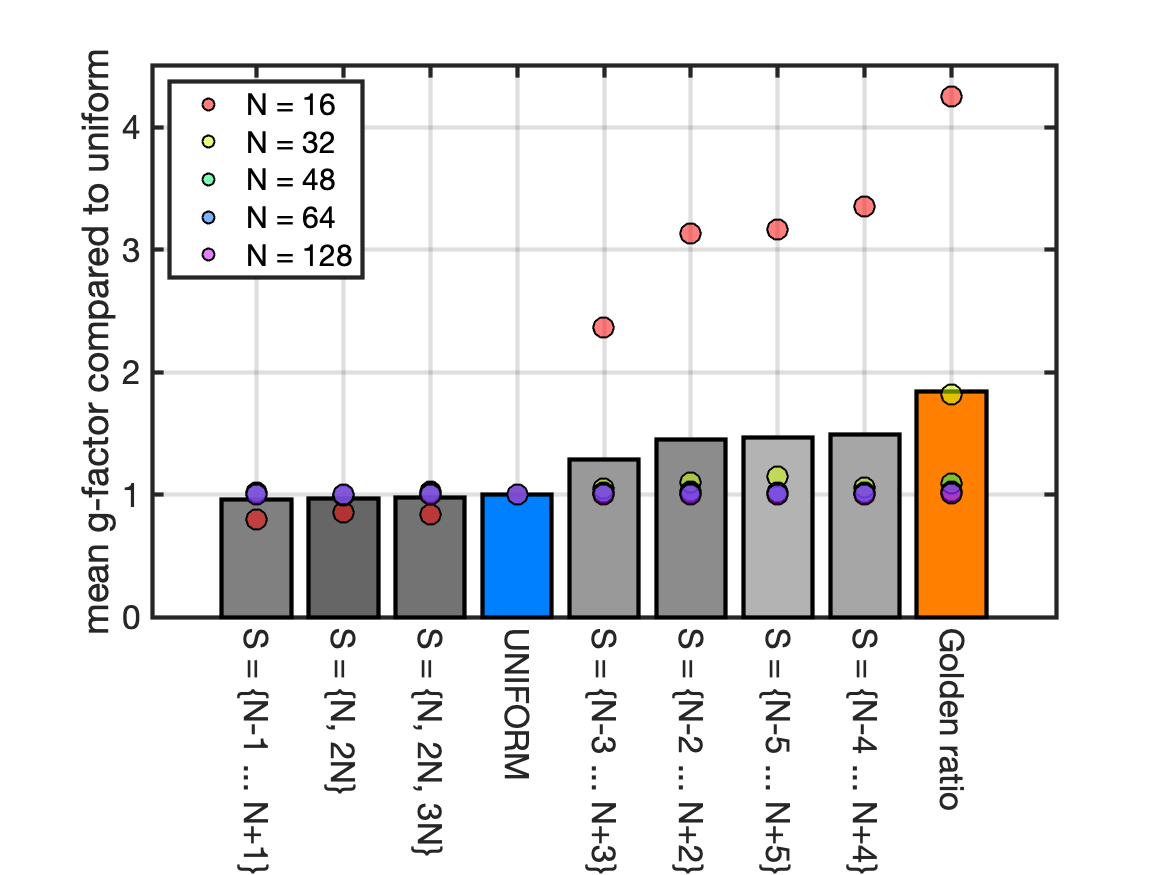 mean g-factor compared to uniform
4
3
2
1
0
N = 16
N = 32
N = 48
N = 64
N = 128
S = {N-1 ... N+1}
S = {N, 2N}
S = {N, 2N, 3N}
UNIFORM
S = {N-3 ... N+3}
S = {N-2 ... N+2}
S = {N-5 ... N+5}
S = {N-4 ... N+4}
Golden ratio